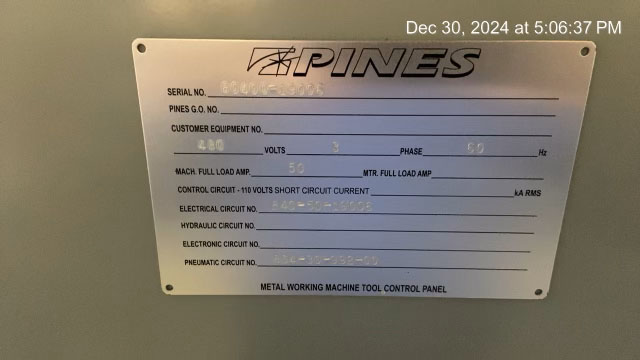 Dec 30, 2024 at 5:06:37 PM
PINES
SERIAL NO.
PINES G.O. NO.
CUSTOMER EQUIPMENT NO.
480 VOLTS 3 PHASE 60 Hz
MACH. FULL LOAD AMP. 50 MTR. FULL LOAD AMP
CONTROL CIRCUIT - 110 VOLTS SHORT CIRCUIT CURRENT kA RMS
ELECTRICAL CIRCUIT NO. 840-50-19006
HYDRAULIC CIRCUIT NO.
ELECTRONIC CIRCUIT NO.
PNEUMATIC CIRCUIT NO.
METAL WORKING MACHINE TOOL CONTROL PANEL